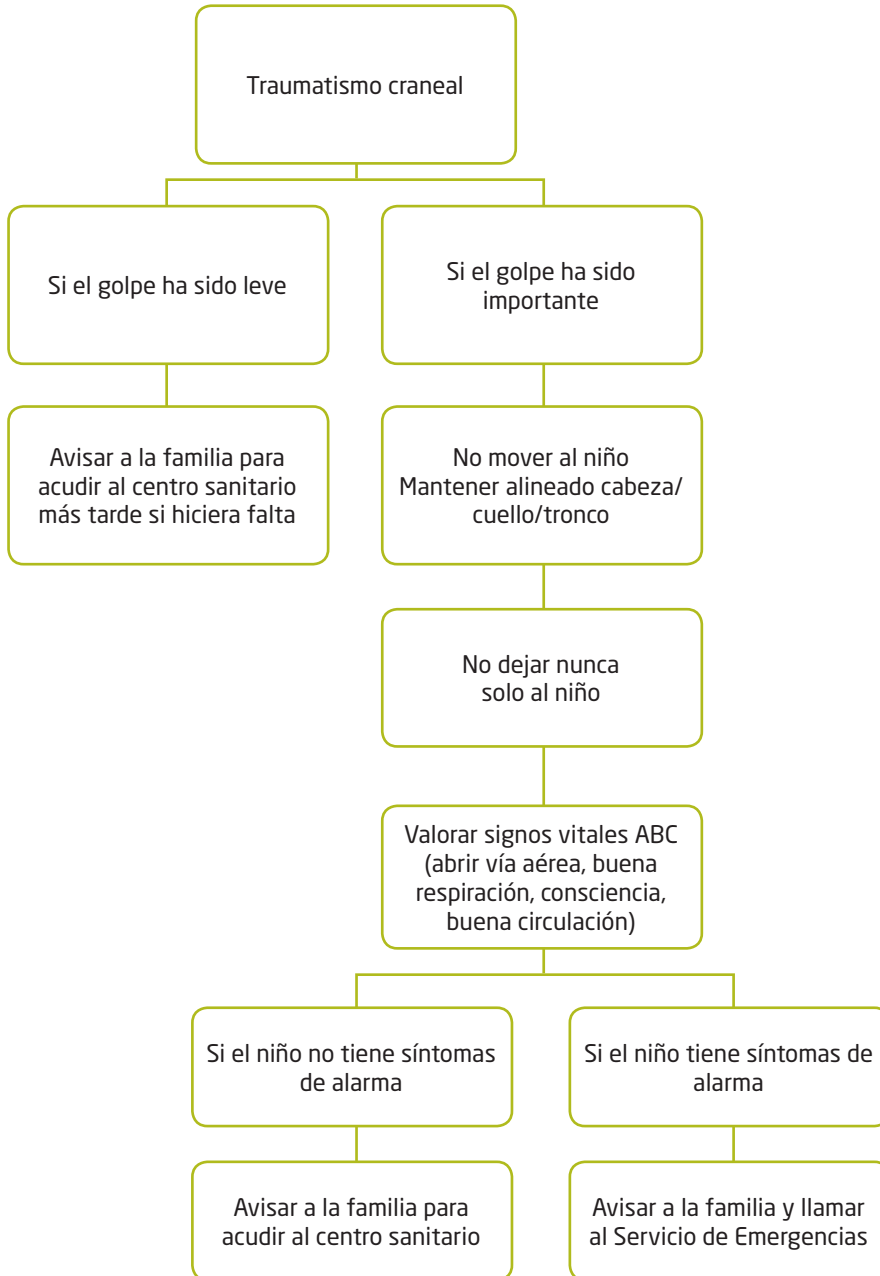 Traumatismo craneal
Si el golpe ha sido leve
Si el golpe ha sido
importante
Avisar a la familia para
acudir al centro sanitario
más tarde si hiciera falta
No mover al niño
Mantener alineado cabeza/
cuello/tronco
No dejar nunca
solo al niño
Valorar signos vitales ABC
(abrir vía aérea, buena
respiración, consciencia,
buena circulación)
Si el niño no tiene síntomas
de alarma
Si el niño tiene síntomas de
alarma
Avisar a la familia para
acudir al centro sanitario
Avisar a la familia y llamar
al Servicio de Emergencias